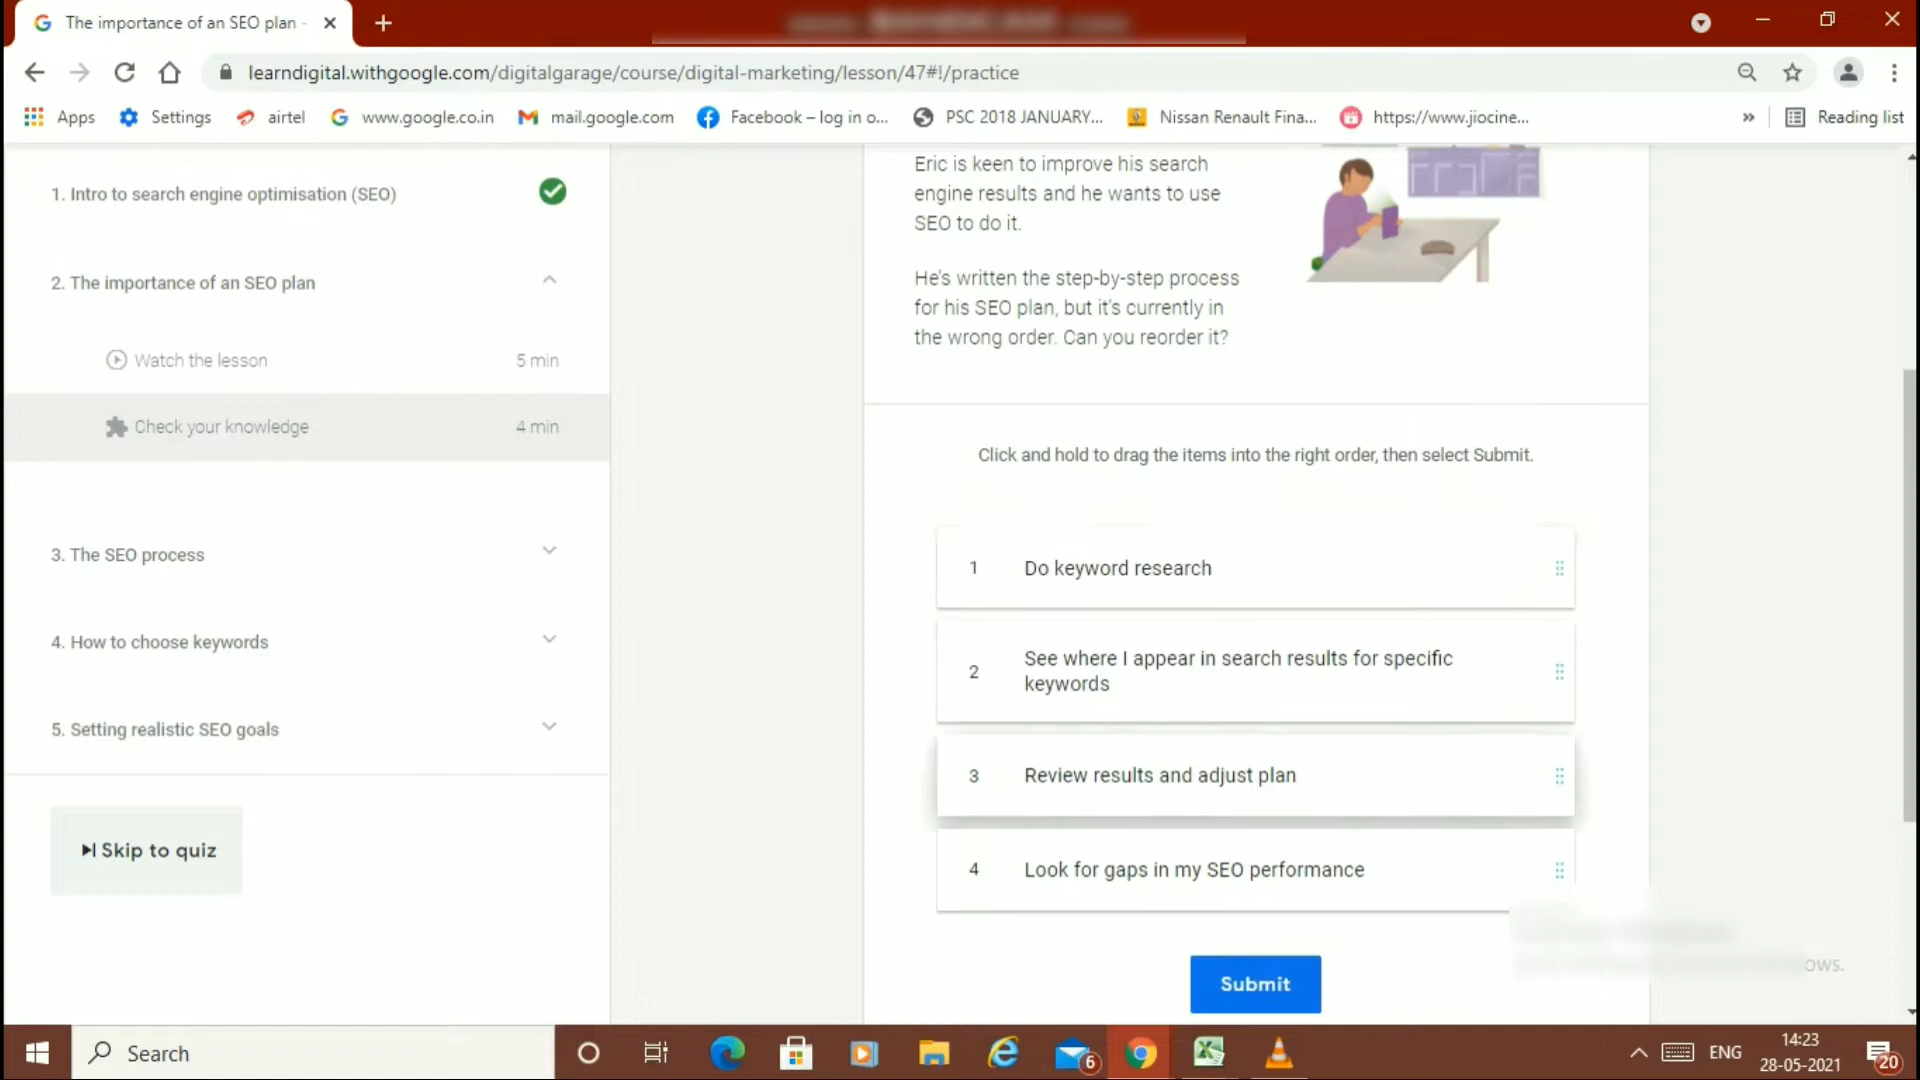 The importance of an SEO plan -
learndigital.withgoogle.com/digitalgarage/course/digital-marketing/lesson/47#!/practice
Apps Settings airtel www.google.co.in mail.google.com Facebook – log in o... PSC 2018 JANUARY... Nissan Renault Fina... https://www.jiocine... » Reading list
1. Intro to search engine optimisation (SEO)
2. The importance of an SEO plan
Watch the lesson 5 min
Check your knowledge 4 min
3. The SEO process
4. How to choose keywords
5. Setting realistic SEO goals
Skip to quiz
Eric is keen to improve his search
engine results and he wants to use
SEO to do it.
He's written the step-by-step process
for his SEO plan, but it's currently in
the wrong order. Can you reorder it?
Click and hold to drag the items into the right order, then select Submit.
1 Do keyword research
2 See where I appear in search results for specific
keywords
3 Review results and adjust plan
4 Look for gaps in my SEO performance
Submit
ows.
Search
6
ENG
14:23
28-05-2021
20